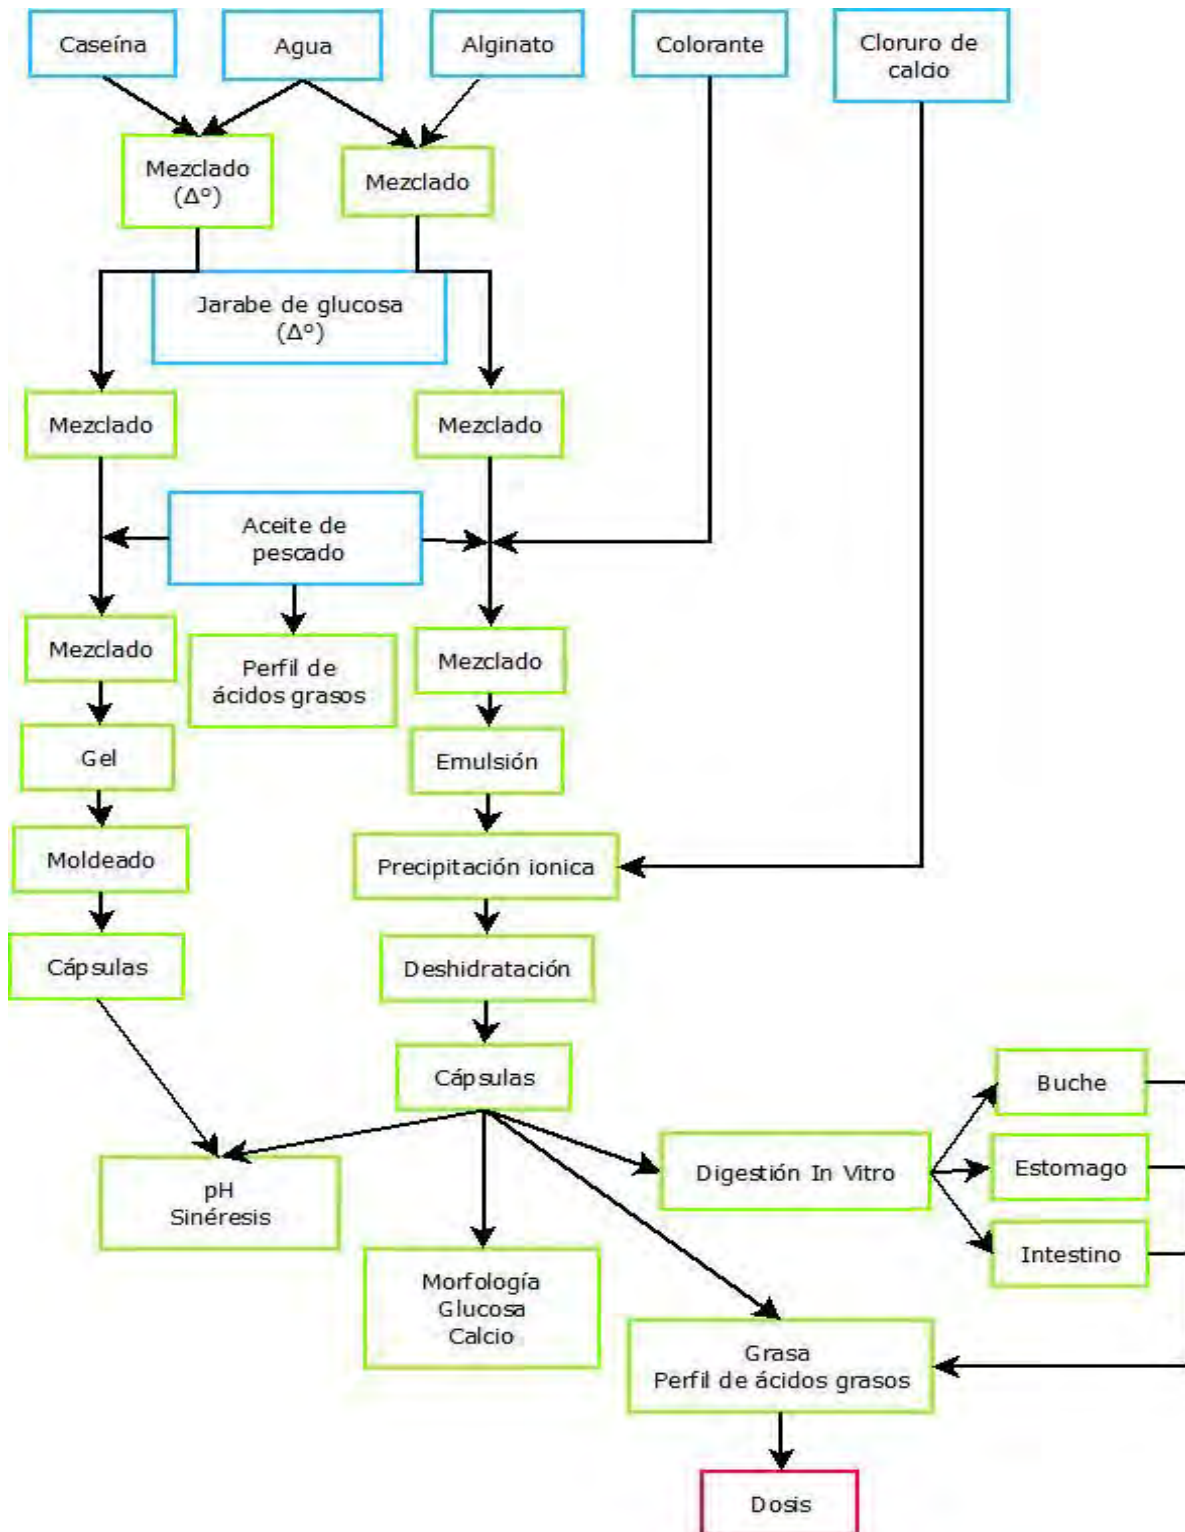 Caseína
Agua
Alginato
Colorante
Cloruro de
calcio
Mezclado
(Δ°)
Mezclado
Jarabe de glucosa
(Δ°)
Mezclado
Mezclado
Aceite de
pescado
Mezclado
Perfil de
ácidos grasos
Mezclado
Gel
Emulsión
Moldeado
Precipitación ionica
Cápsulas
Deshidratación
Cápsulas
Buche
pH
Sinéresis
Digestión In Vitro
Estomago
Intestino
Morfología
Glucosa
Calcio
Grasa
Perfil de ácidos grasos
Dosis